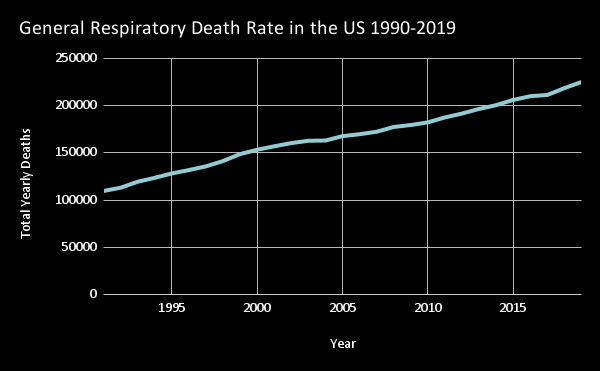 General Respiratory Death Rate in the US 1990-2019
250000
200000
150000
100000
50000
0
Total Yearly Deaths
1995 2000 2005 2010 2015
Year